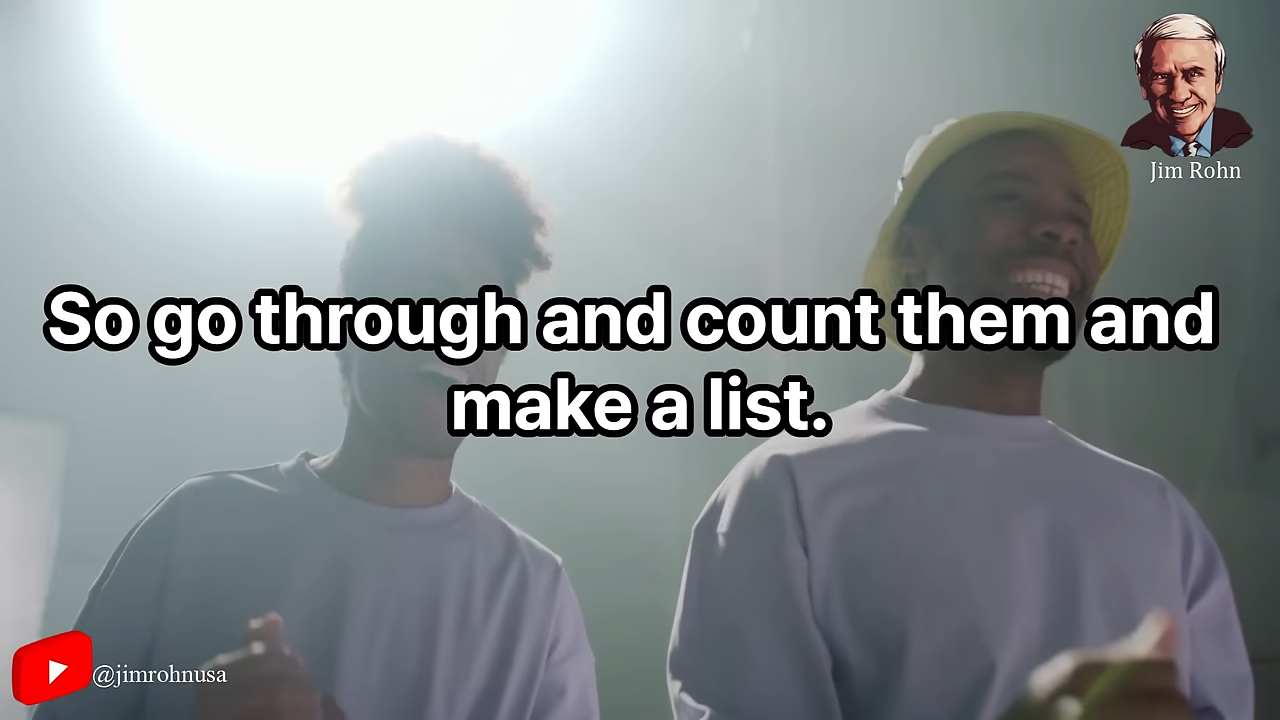 Jim Rohn
So go through and count them and
make a list.
@jimrohnusa